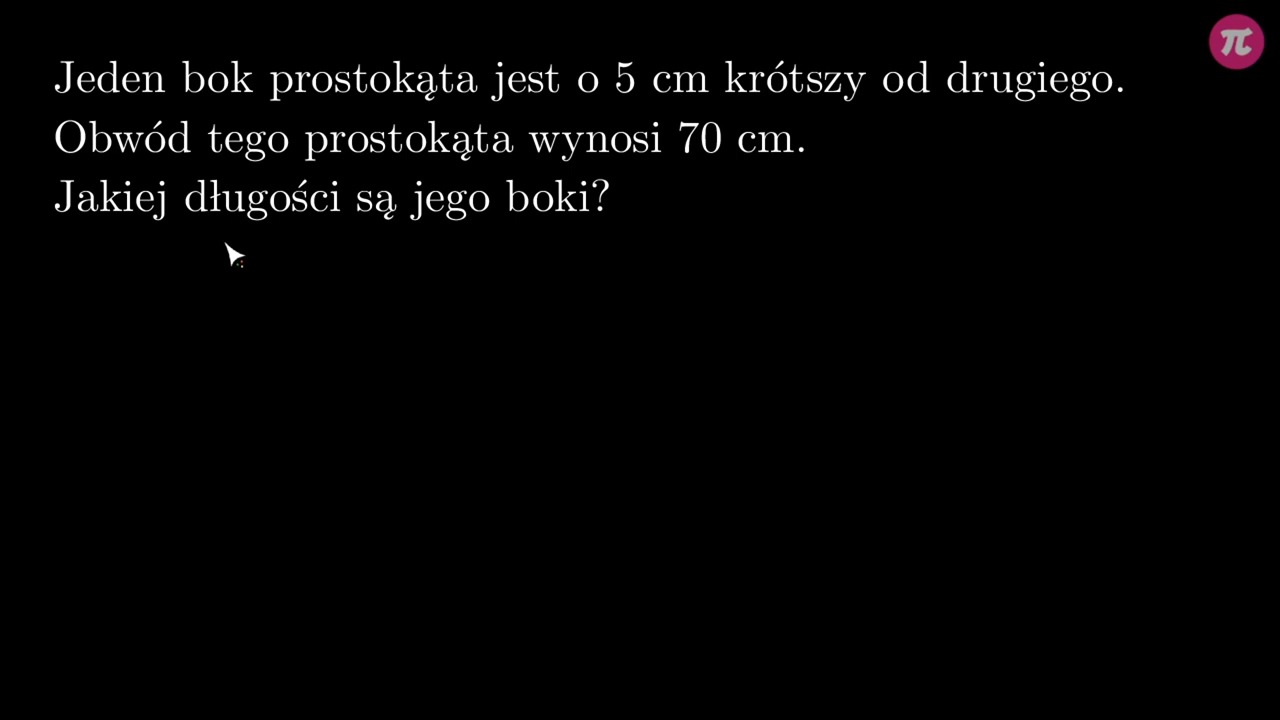 Jeden bok prostokąta jest o 5 cm krótszy od drugiego.
Obwód tego prostokąta wynosi 70 cm.
Jakiej długości są jego boki?
π